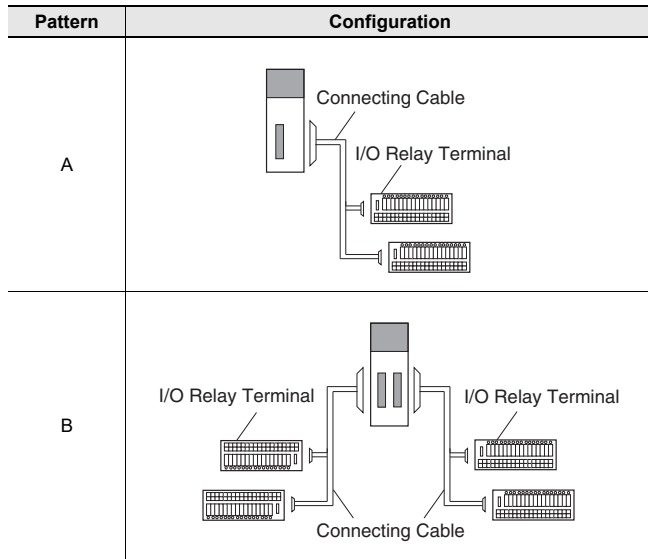 Pattern Configuration
A
Connecting Cable
I/O Relay Terminal
B
I/O Relay Terminal
I/O Relay Terminal
Connecting Cable